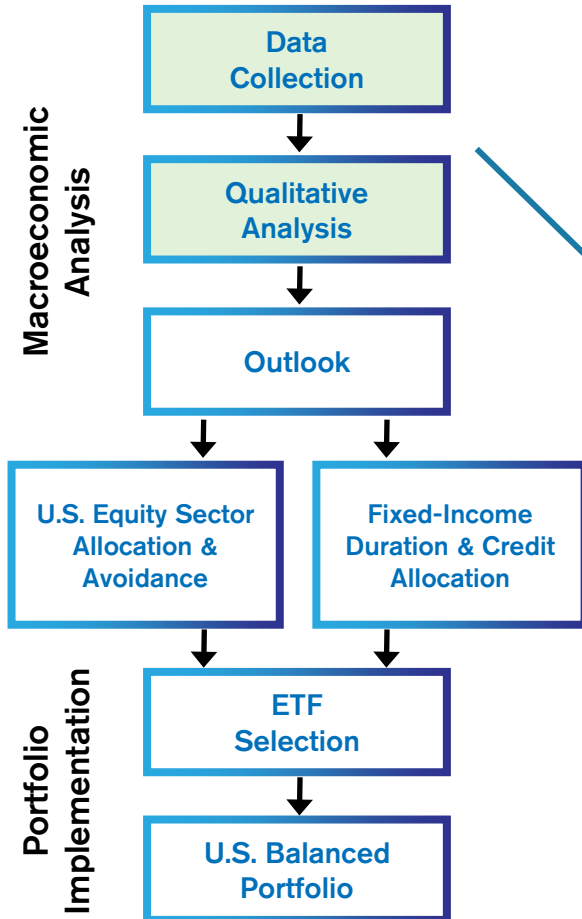 Data
Collection
Macroeconomic
Analysis
Qualitative
Analysis
Outlook
U.S. Equity Sector
Allocation &
Avoidance
Fixed-Income
Duration & Credit
Allocation
Portfolio
Implementation
ETF
Selection
U.S. Balanced
Portfolio